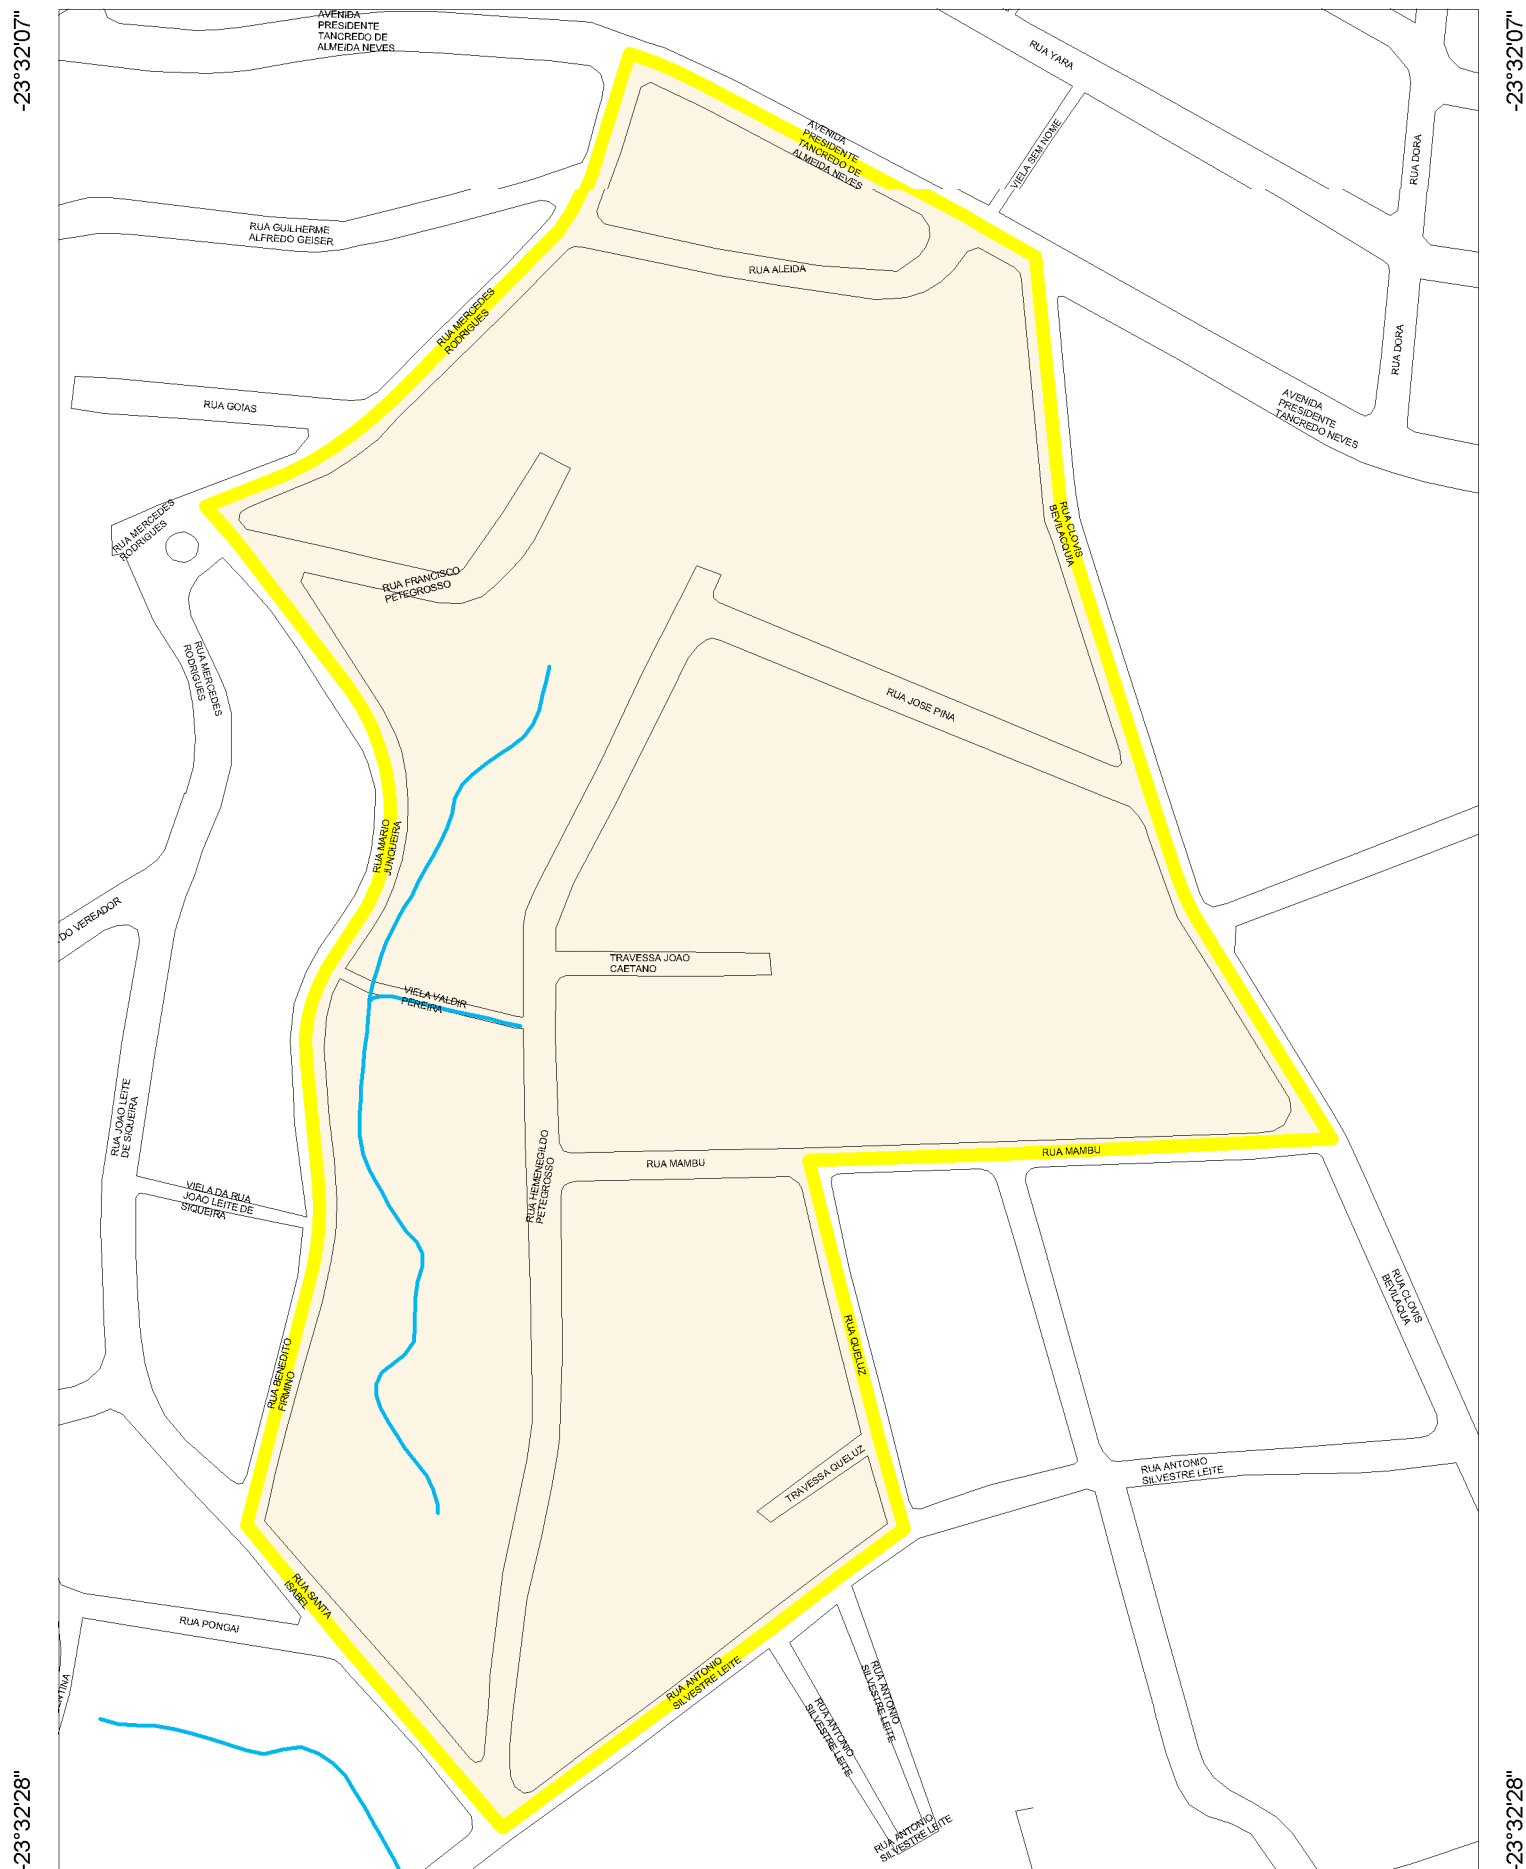 -23°32'07"
-23°32'07"
AVENIDA
PRESIDENTE
TANCREDO DE
ALMEIDA NEVES
RUA YARA
AVENIDA
PRESIDENTE
TANCREDO DE
ALMEIDA NEVES
VIELA SEM NOME
RUA DORA
RUA GUILHERME
ALFREDO GEISER
RUA ALEIDA
RUA MERCEDES
RODRIGUES
RUA DORA
RUA GOIAS
AVENIDA
PRESIDENTE
TANCREDO NEVES
RUA MERCEDES
RODRIGUES
RUA CLOVIS
BEVILACQUIA
RUA FRANCISCO
PETEGROSSO
RUA MERCEDES
RODRIGUES
RUA JOSE PINA
RUA MARIO
JUNQUEIRA
DO VEREADOR
TRAVESSA JOAO
CAETANO
VIELA VALDIR
PEREIRA
RUA JOAO LEITE
DE SIQUEIRA
RUA HEMENEGILDO
PETEGROSSO
RUA MAMBU
RUA MAMBU
VIELA DA RUA
JOAO LEITE DE
SIQUEIRA
RUA CLOVIS
BEVILAQUA
RUA QUELUZ
RUA BENEDITO
FIRMINO
TRAVESSA QUELUZ
RUA ANTONIO
SILVESTRE LEITE
RUA SANTA
ISABEL
RUA PONGAI
NTINA
RUA ANTONIO
SILVESTRE LEITE
RUA ANTONIO
SILVESTRE LEITE
RUA ANTONIO
SILVESTRE LEITE
RUA ANTONIO
SILVESTRE LEITE
-23°32'28"
-23°32'28"